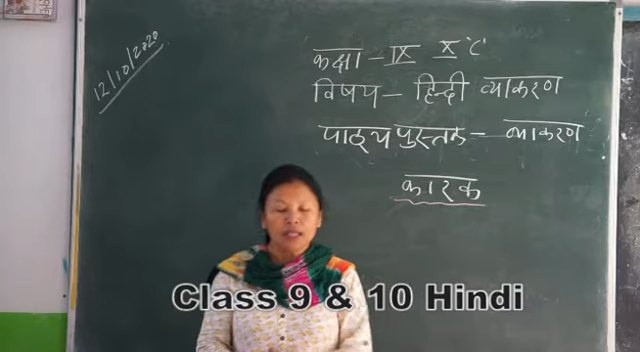 12/10/2020
कक्षा - IX X 'C'
विषय - हिन्दी व्याकरण
पाठ्यपुस्तक - व्याकरण
कारक
Class 9 & 10 Hindi